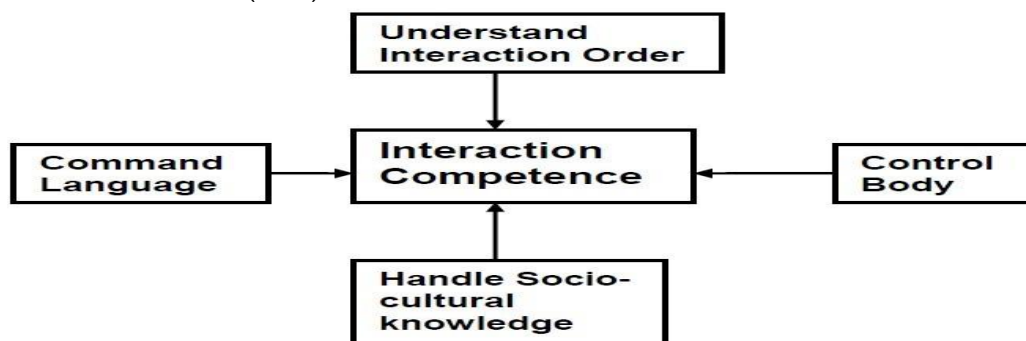 Understand
Interaction Order
Command
Language
Interaction
Competence
Control
Body
Handle Socio-
cultural
knowledge